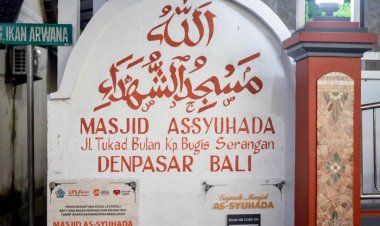 G. IKAN ARWANA
الله
مسجد الشهداء
MASJID ASSYUHADA
Jl. Tukad Bulan Kp. Bugis Serangan
DENPASAR BALI
MASJID AS-SYUHADA
Sejarah Masjid
AS-SYUHADA